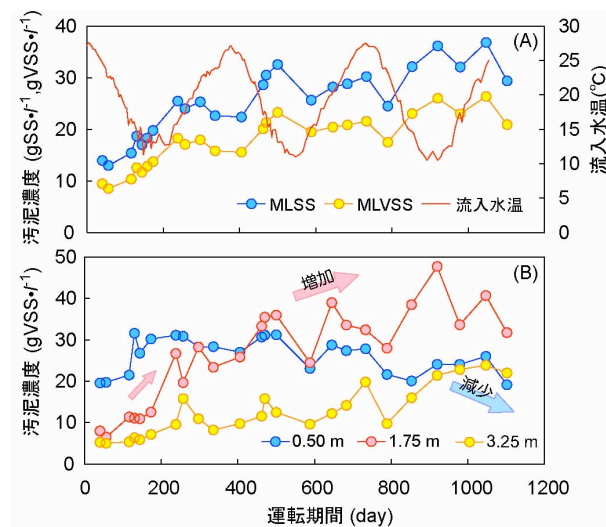 (A)
汚泥濃度 (gSS•l⁻¹,gVSS•l⁻¹)
40
30
20
10
0
30
25
20
15
10
5
0
流入水温(℃)
MLSS MLVSS 流入水温
(B)
汚泥濃度 (gVSS•l⁻¹)
50
40
30
20
10
0
増加
減少
0.50 m 1.75 m 3.25 m
0 200 400 600 800 1000 1200
運転期間 (day)